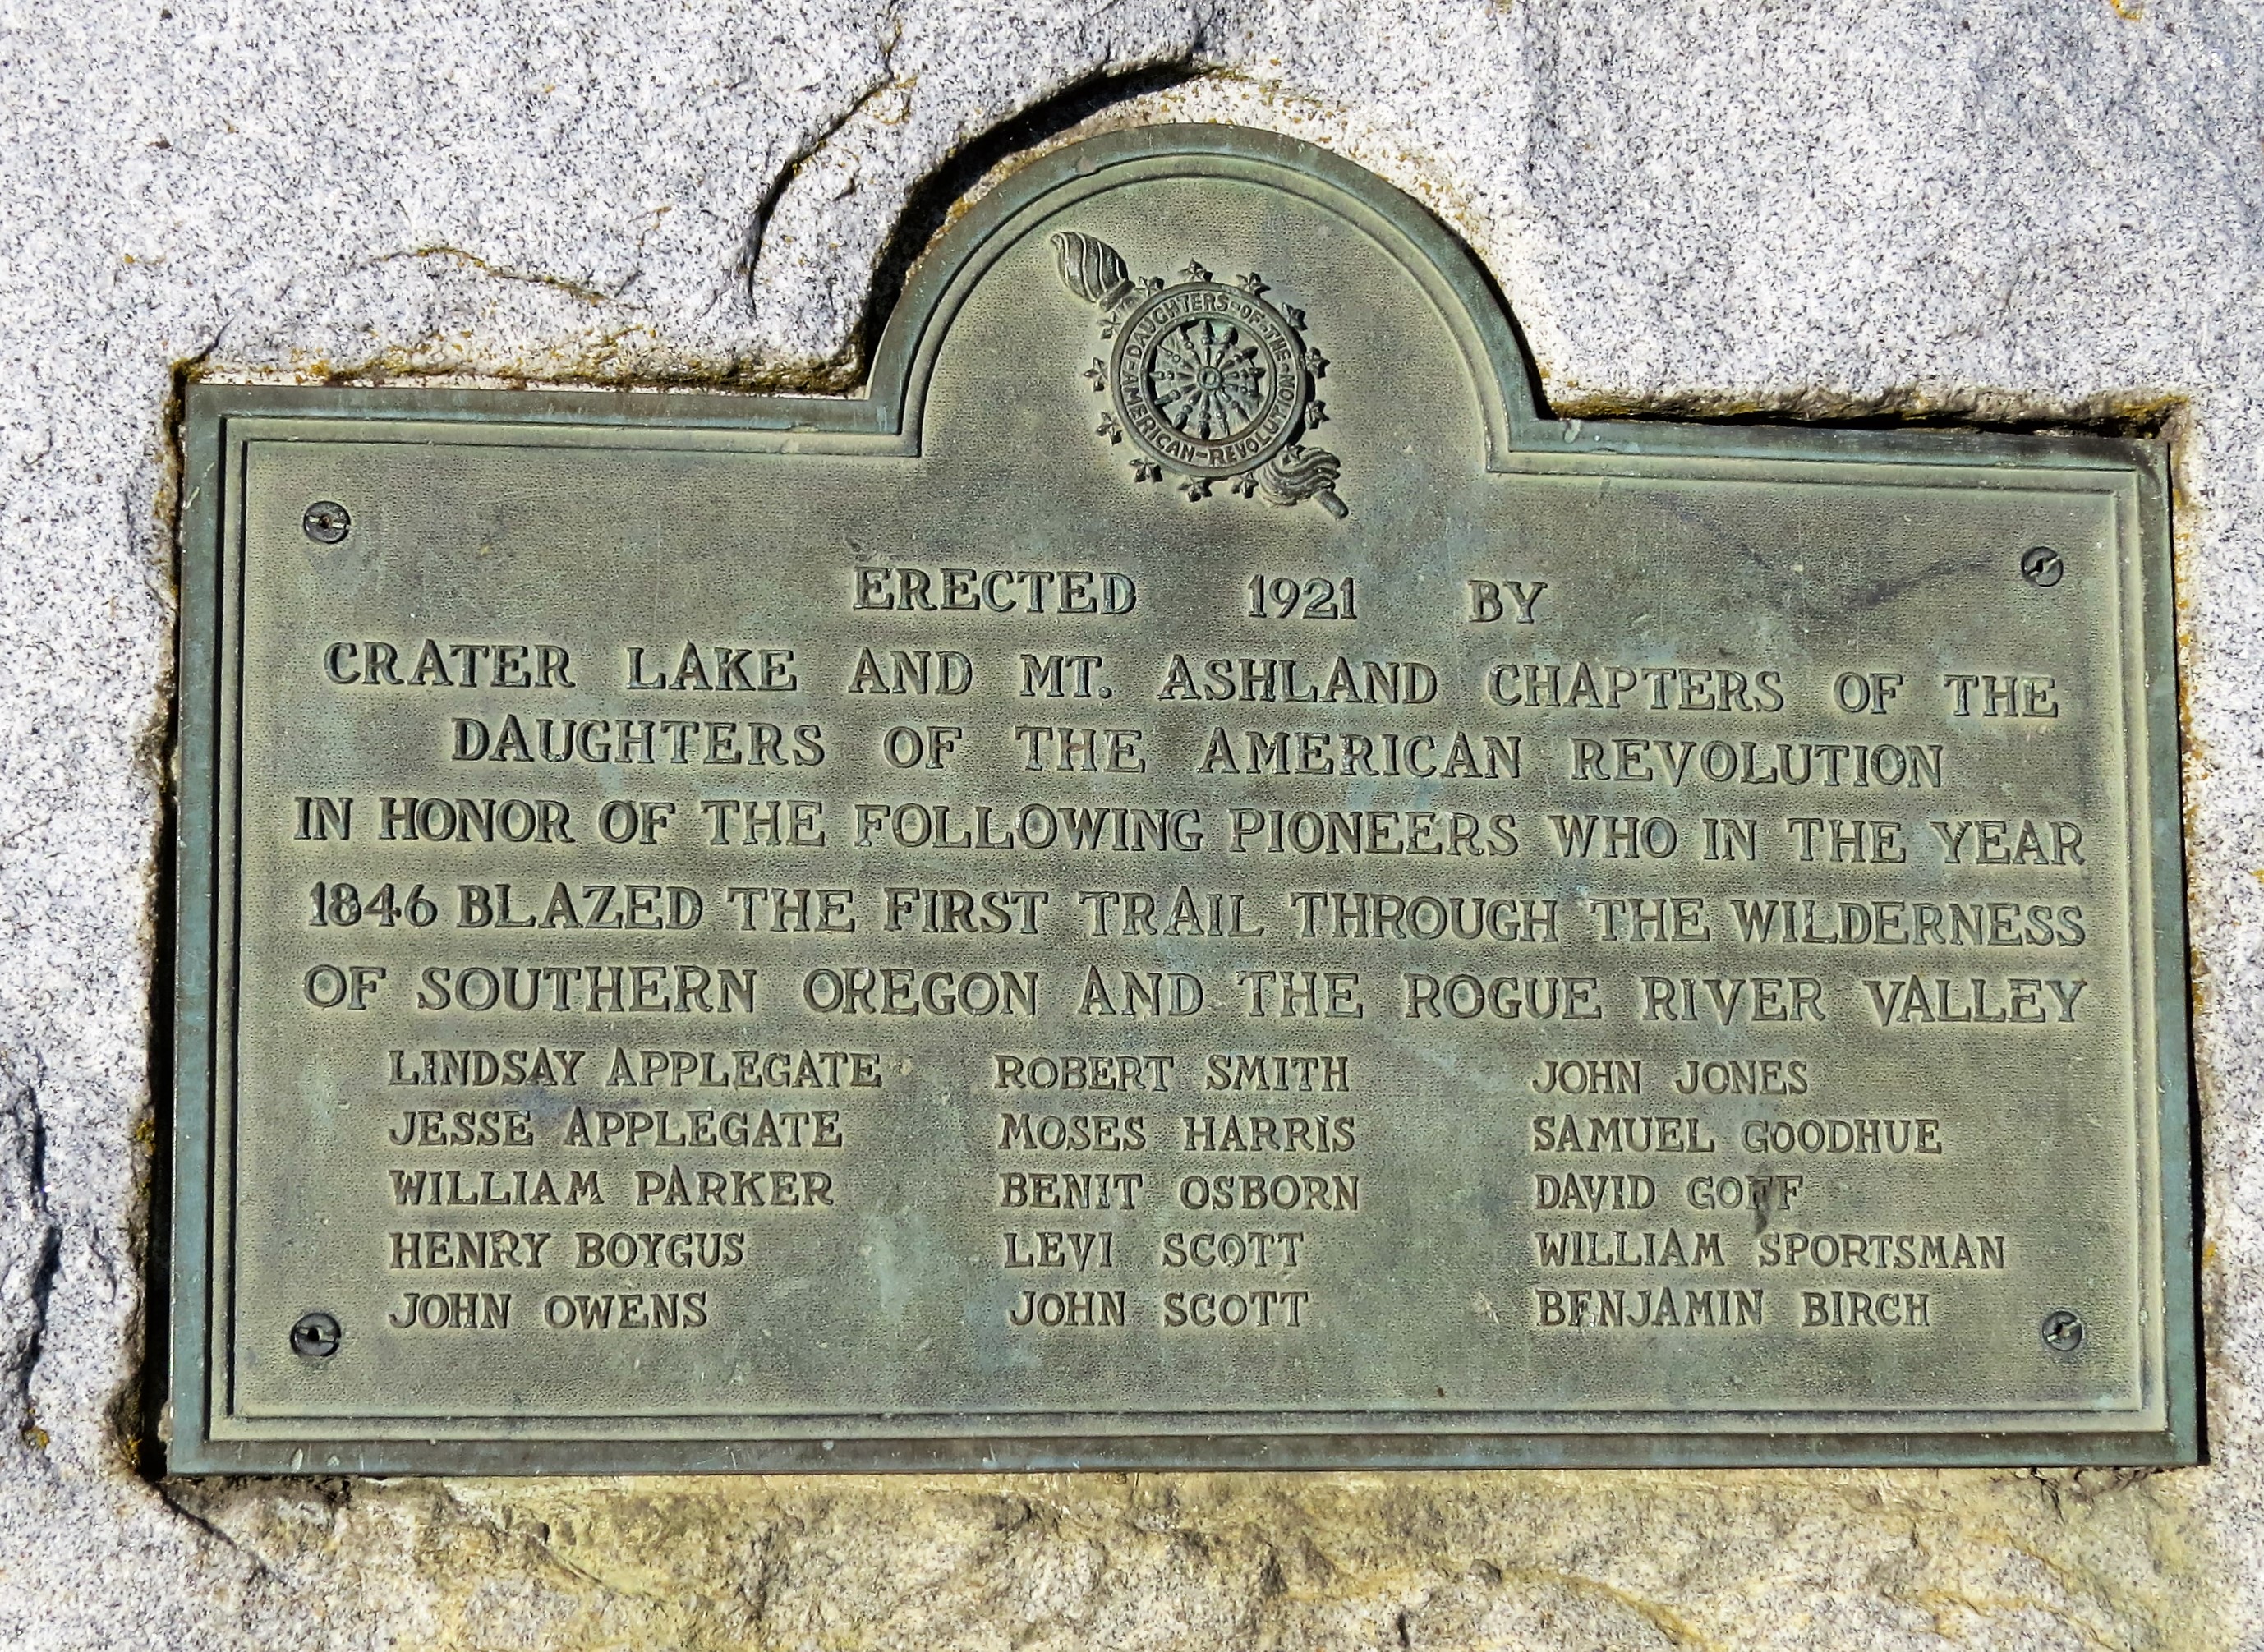 DAUGHTERS-OF-THE-AMERICAN-REVOLUTION
ERECTED 1921 BY
CRATER LAKE AND MT. ASHLAND CHAPTERS OF THE
DAUGHTERS OF THE AMERICAN REVOLUTION
IN HONOR OF THE FOLLOWING PIONEERS WHO IN THE YEAR
1846 BLAZED THE FIRST TRAIL THROUGH THE WILDERNESS
OF SOUTHERN OREGON AND THE ROGUE RIVER VALLEY
LINDSAY APPLEGATE
JESSE APPLEGATE
WILLIAM PARKER
HENRY BOYGUS
JOHN OWENS
ROBERT SMITH
MOSES HARRIS
BENIT OSBORN
LEVI SCOTT
JOHN SCOTT
JOHN JONES
SAMUEL GOODHUE
DAVID GOFF
WILLIAM SPORTSMAN
BENJAMIN BIRCH